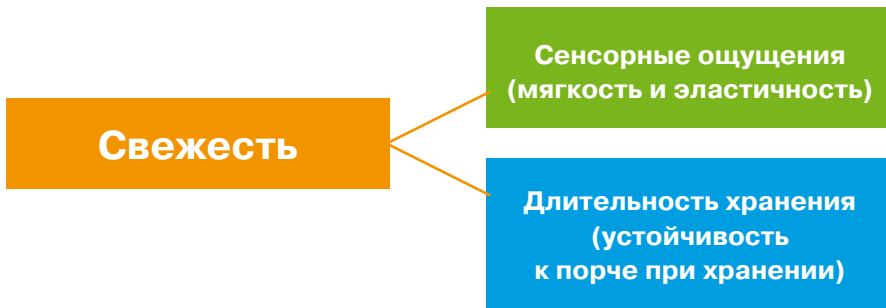 Сенсорные ощущения
(мягкость и эластичность)
Свежесть
Длительность хранения
(устойчивость
к порче при хранении)